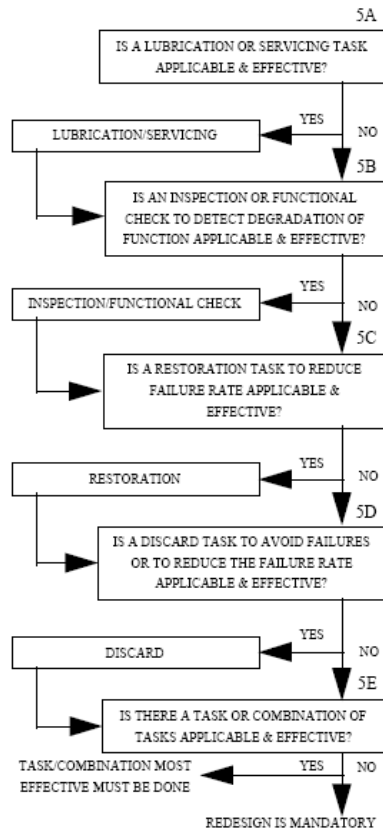 5A
IS A LUBRICATION OR SERVICING TASK
APPLICABLE & EFFECTIVE?
YES
NO
LUBRICATION/SERVICING
5B
IS AN INSPECTION OR FUNCTIONAL
CHECK TO DETECT DEGRADATION OF
FUNCTION APPLICABLE & EFFECTIVE?
YES
NO
INSPECTION/FUNCTIONAL CHECK
5C
IS A RESTORATION TASK TO REDUCE
FAILURE RATE APPLICABLE &
EFFECTIVE?
YES
NO
RESTORATION
5D
IS A DISCARD TASK TO AVOID FAILURES
OR TO REDUCE THE FAILURE RATE
APPLICABLE & EFFECTIVE?
YES
NO
DISCARD
5E
IS THERE A TASK OR COMBINATION OF
TASKS APPLICABLE & EFFECTIVE?
YES
NO
TASK/COMBINATION MOST
EFFECTIVE MUST BE DONE
REDESIGN IS MANDATORY